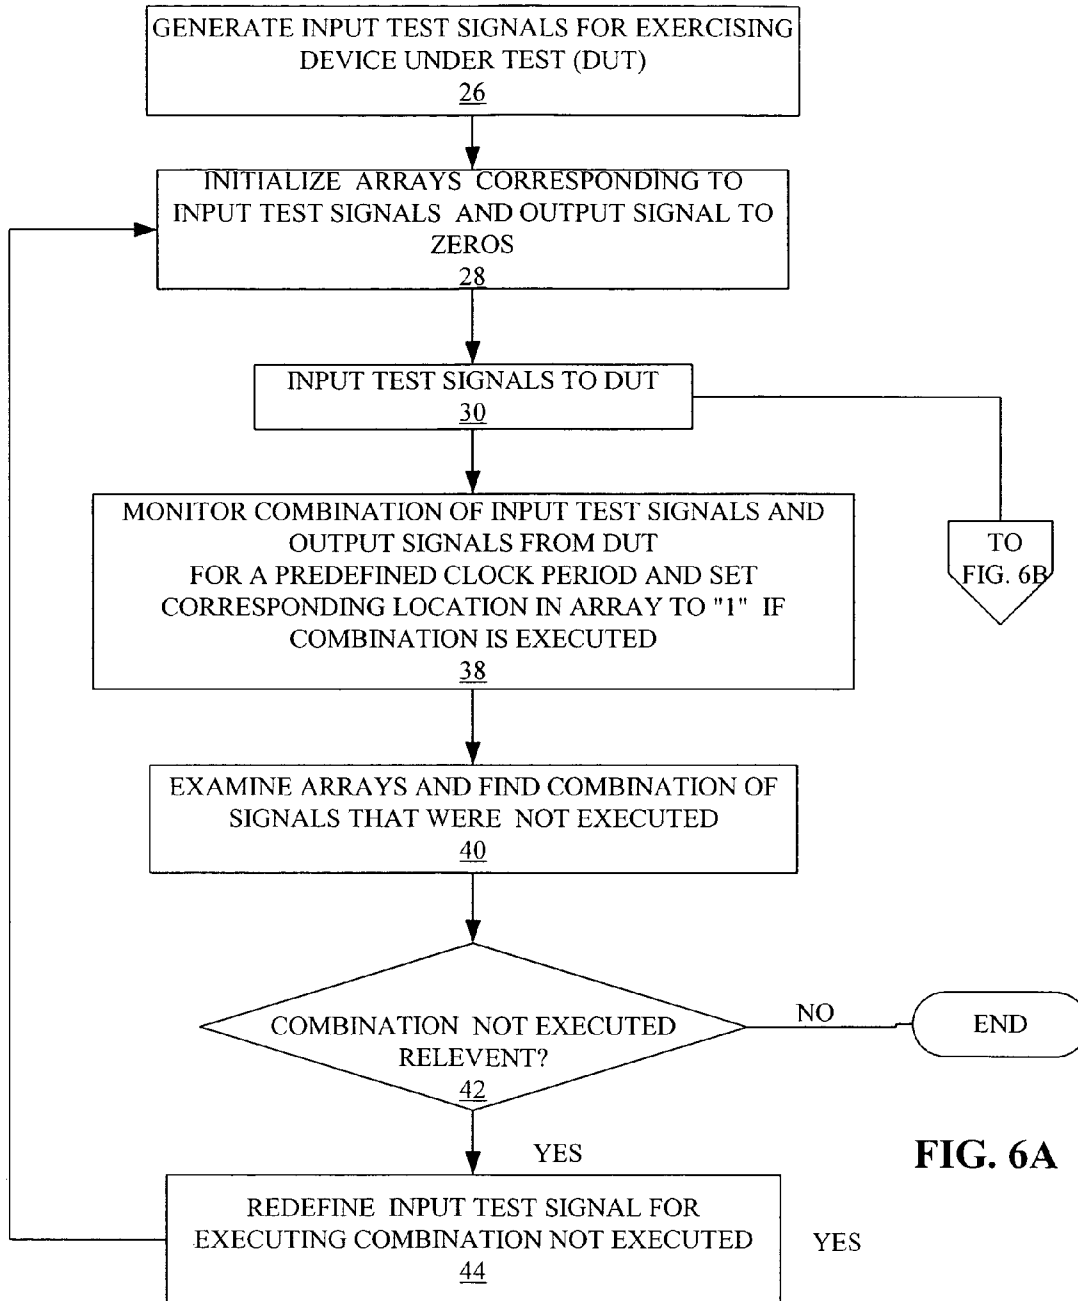 GENERATE INPUT TEST SIGNALS FOR EXERCISING
DEVICE UNDER TEST (DUT)
26
INITIALIZE ARRAYS CORRESPONDING TO
INPUT TEST SIGNALS AND OUTPUT SIGNAL TO
ZEROS
28
INPUT TEST SIGNALS TO DUT
30
MONITOR COMBINATION OF INPUT TEST SIGNALS AND
OUTPUT SIGNALS FROM DUT
FOR A PREDEFINED CLOCK PERIOD AND SET
CORRESPONDING LOCATION IN ARRAY TO "1" IF
COMBINATION IS EXECUTED
38
TO
FIG. 6B
EXAMINE ARRAYS AND FIND COMBINATION OF
SIGNALS THAT WERE NOT EXECUTED
40
COMBINATION NOT EXECUTED
RELEVENT?
42
NO
END
YES
FIG. 6A
REDEFINE INPUT TEST SIGNAL FOR
EXECUTING COMBINATION NOT EXECUTED
44
YES